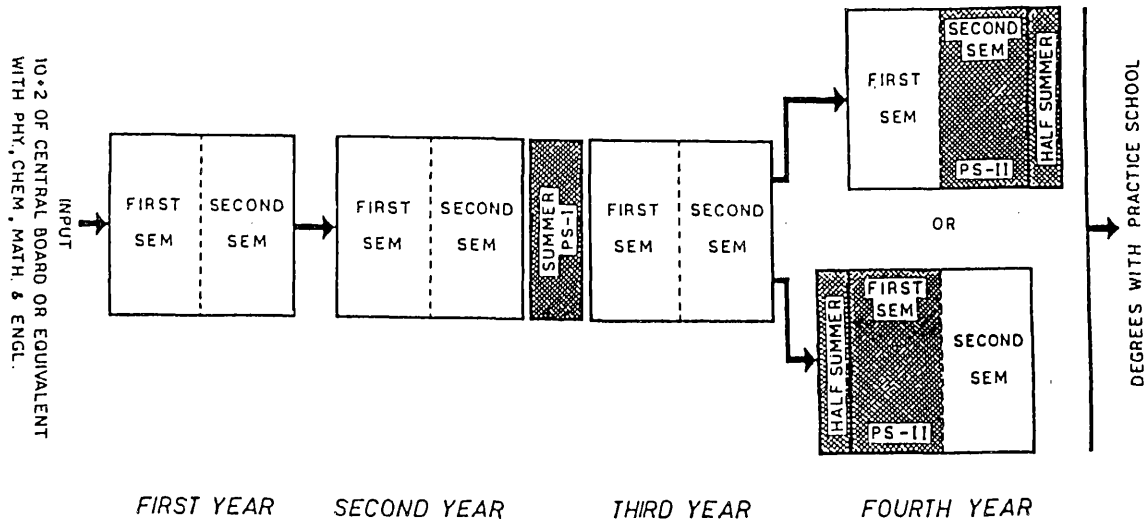 10+2 OF CENTRAL BOARD OR EQUIVALENT
WITH PHY., CHEM, MATH. & ENGL.
INPUT
FIRST
SEM
SECOND
SEM
FIRST
SEM
SECOND
SEM
SUMMER
PS-I
FIRST
SEM
SECOND
SEM
FIRST
SEM
SECOND
SEM
PS-II
HALF SUMMER
OR
HALF SUMMER
FIRST
SEM
PS-II
SECOND
SEM
DEGREES WITH PRACTICE SCHOOL
FIRST YEAR
SECOND YEAR
THIRD YEAR
FOURTH YEAR